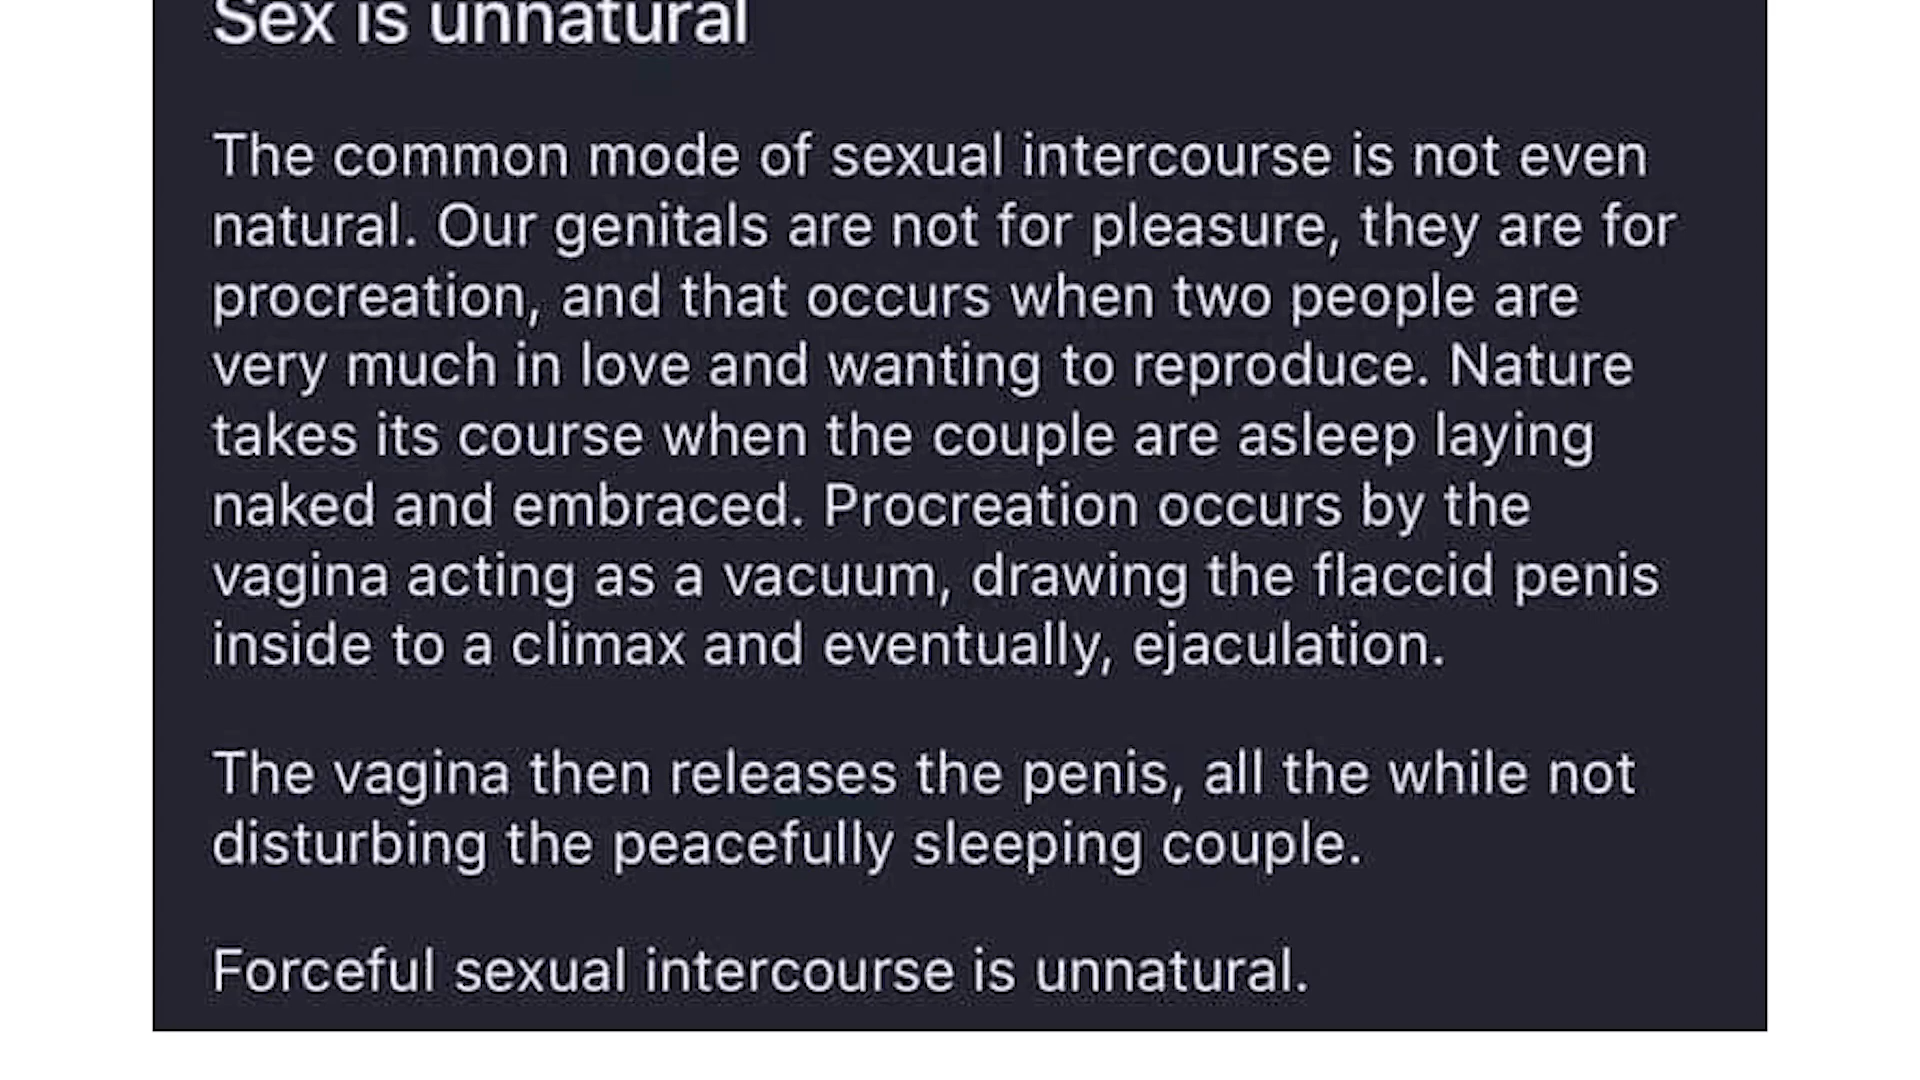 Sex is unnatural
The common mode of sexual intercourse is not even
natural. Our genitals are not for pleasure, they are for
procreation, and that occurs when two people are
very much in love and wanting to reproduce. Nature
takes its course when the couple are asleep laying
naked and embraced. Procreation occurs by the
vagina acting as a vacuum, drawing the flaccid penis
inside to a climax and eventually, ejaculation.
The vagina then releases the penis, all the while not
disturbing the peacefully sleeping couple.
Forceful sexual intercourse is unnatural.